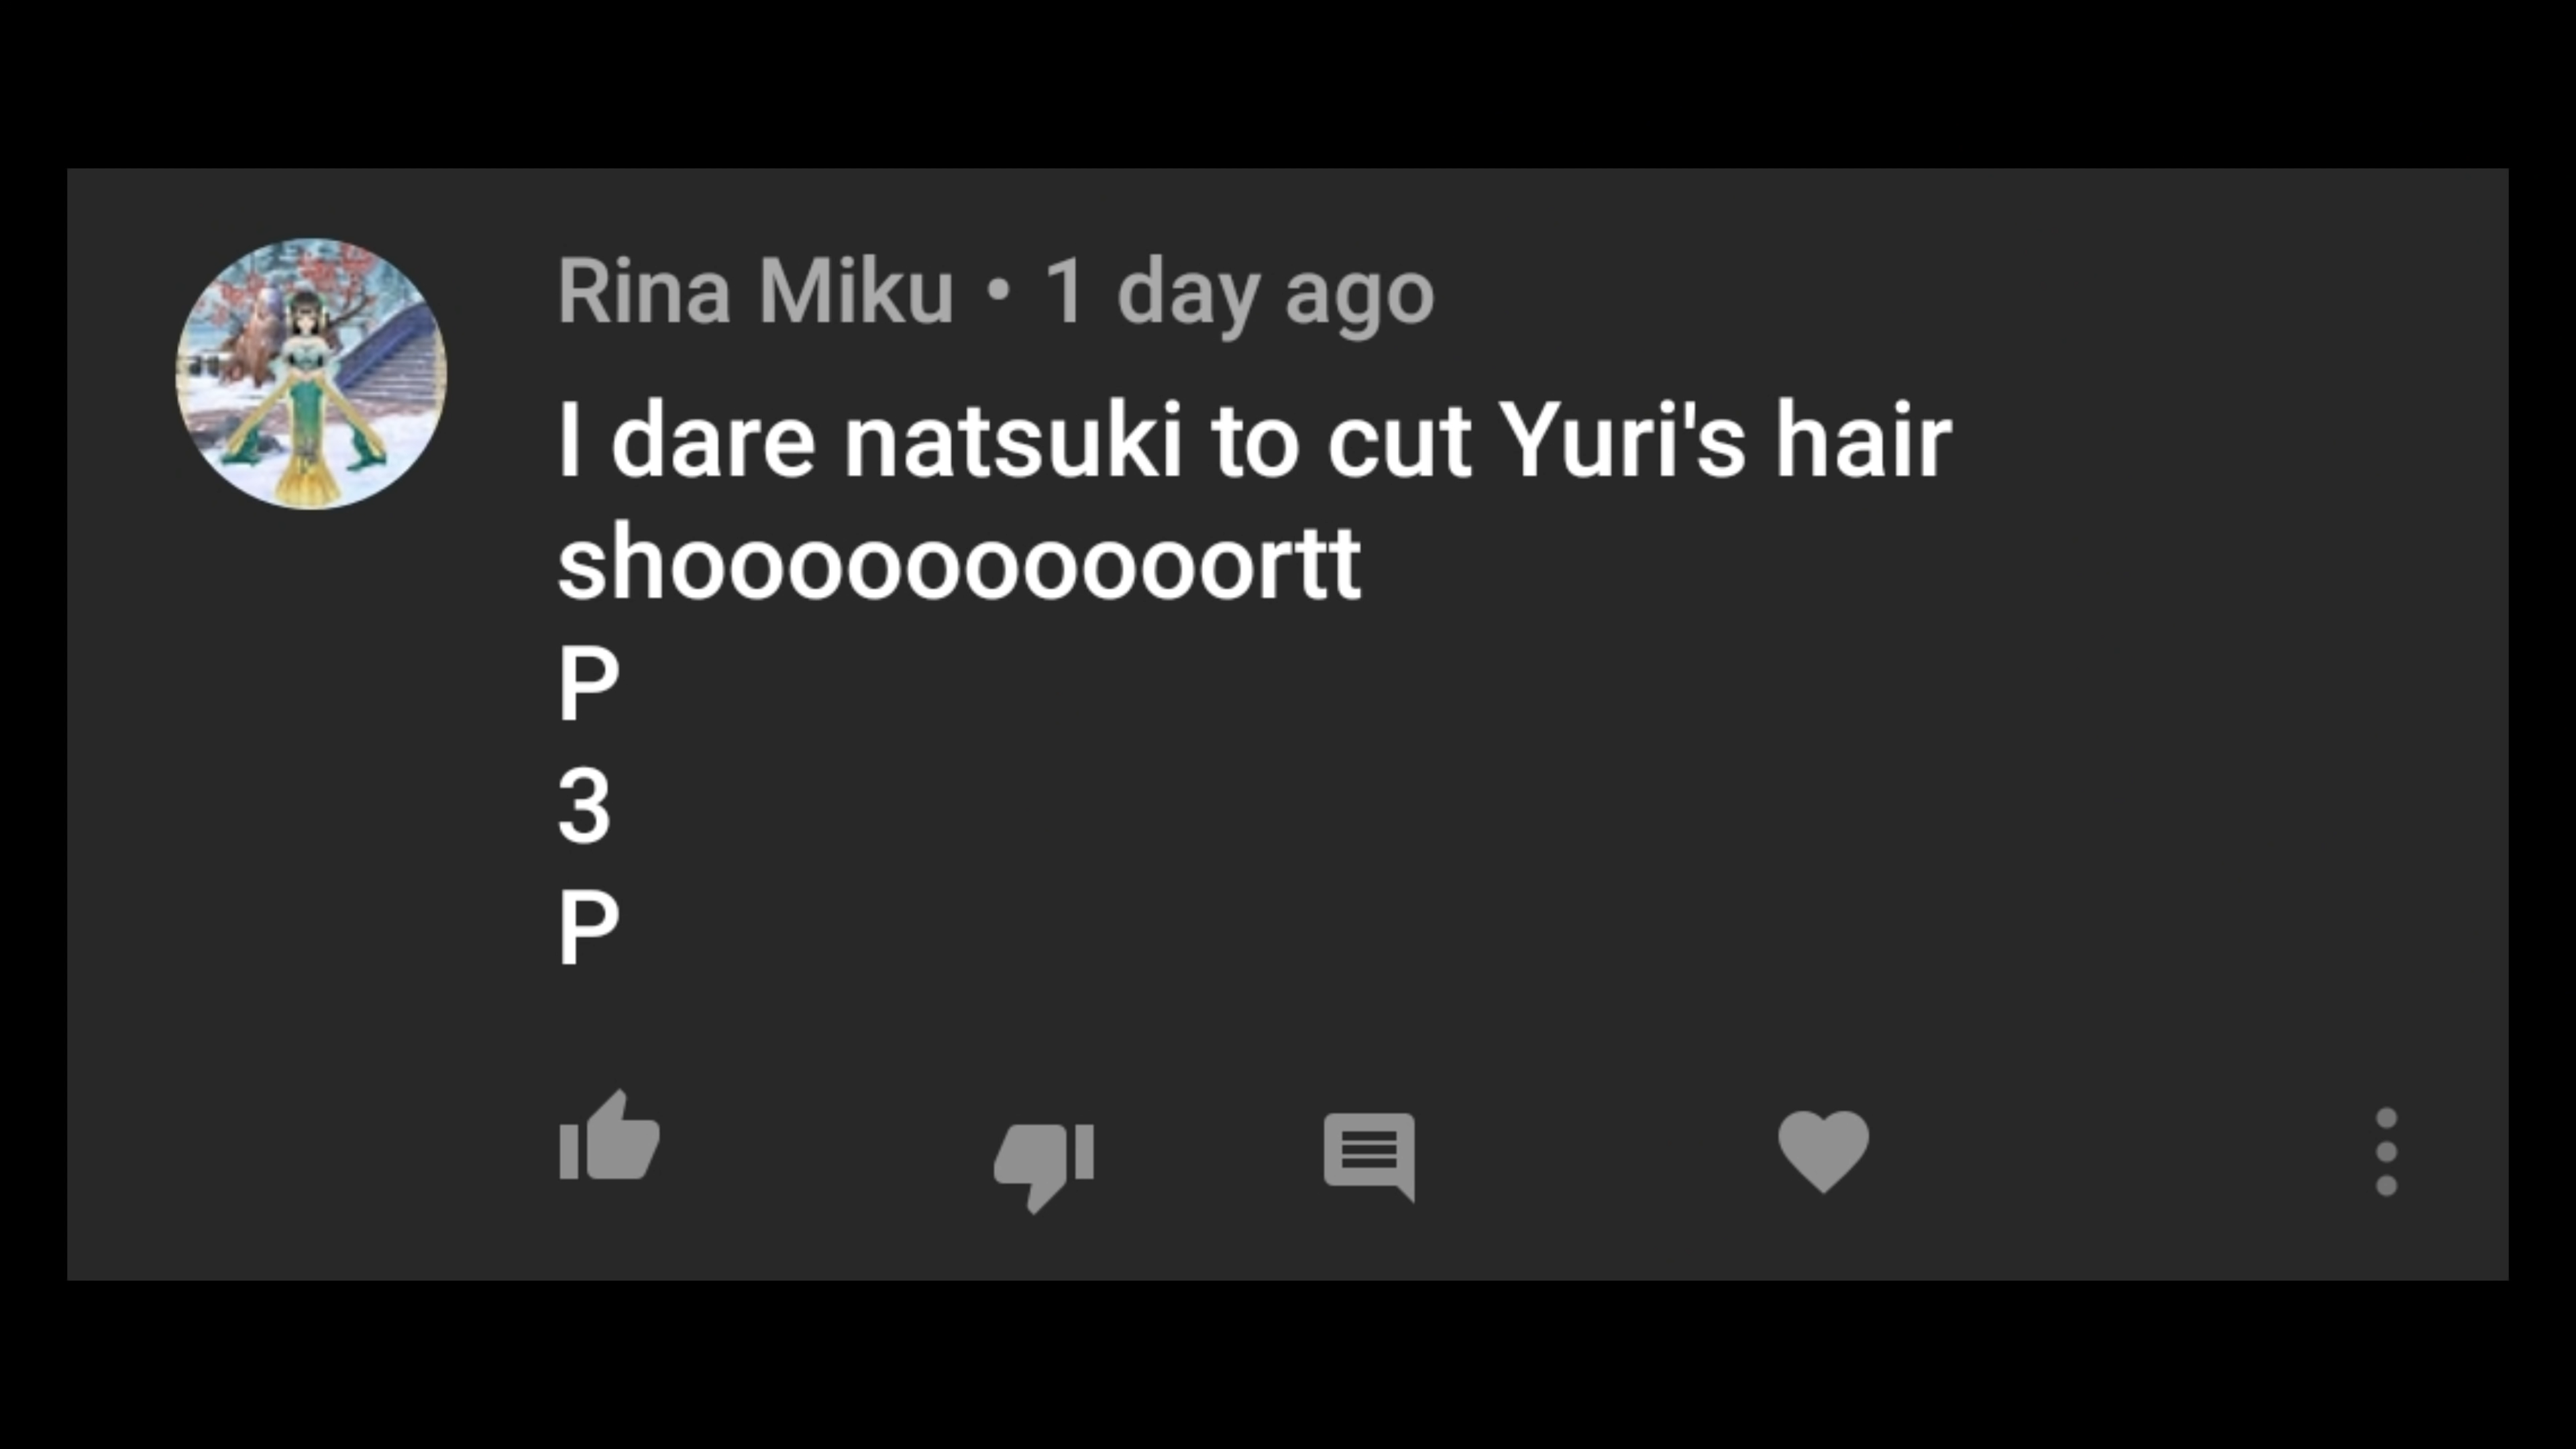 Rina Miku • 1 day ago
I dare natsuki to cut Yuri's hair
shoooooooooortt
P
3
P